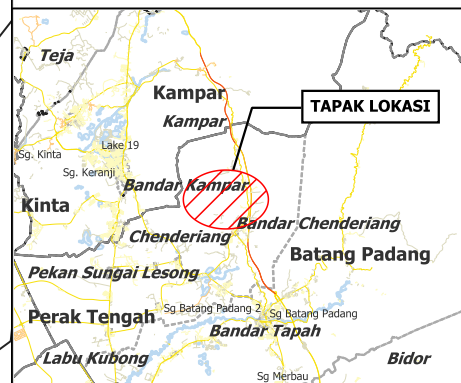 Teja
Kampar
TAPAK LOKASI
Kampar
Lake 19
Sg. Kinta
Sg. Keranji
Bandar Kampar
Kinta
Bandar Chenderiang
Chenderiang
Batang Padang
Pekan Sungai Lesong
Sg Batang Padang 2
Perak Tengah
Sg Batang Padang
Bandar Tapah
Labu Kubong
Bidor
Sg Merbau